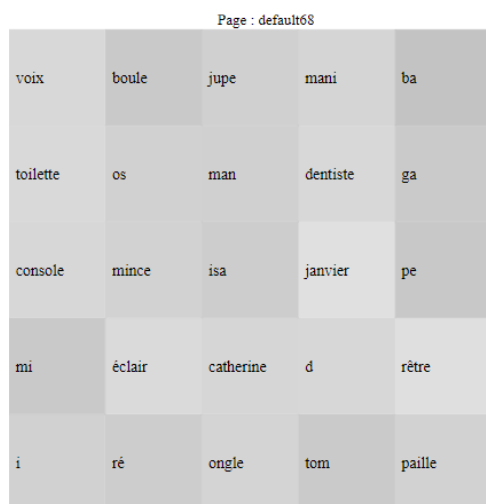 Page : default68
voix boule jupe mani ba
toilette os man dentiste ga
console mince isa janvier pe
mi éclair catherine d rêtre
i ré ongle tom paille